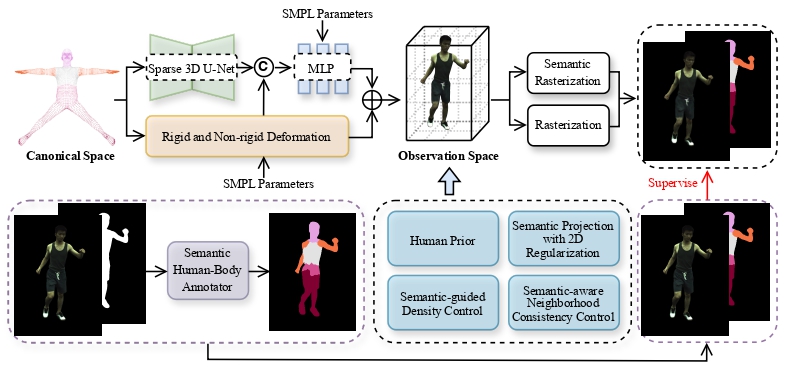 SMPL Parameters
Sparse 3D U-Net
C
MLP
Rigid and Non-rigid Deformation
Canonical Space
SMPL Parameters
Observation Space
Semantic
Rasterization
Rasterization
Supervise
Semantic
Human-Body
Annotator
Human Prior
Semantic Projection
with 2D
Regularization
Semantic-guided
Density Control
Semantic-aware
Neighborhood
Consistency Control